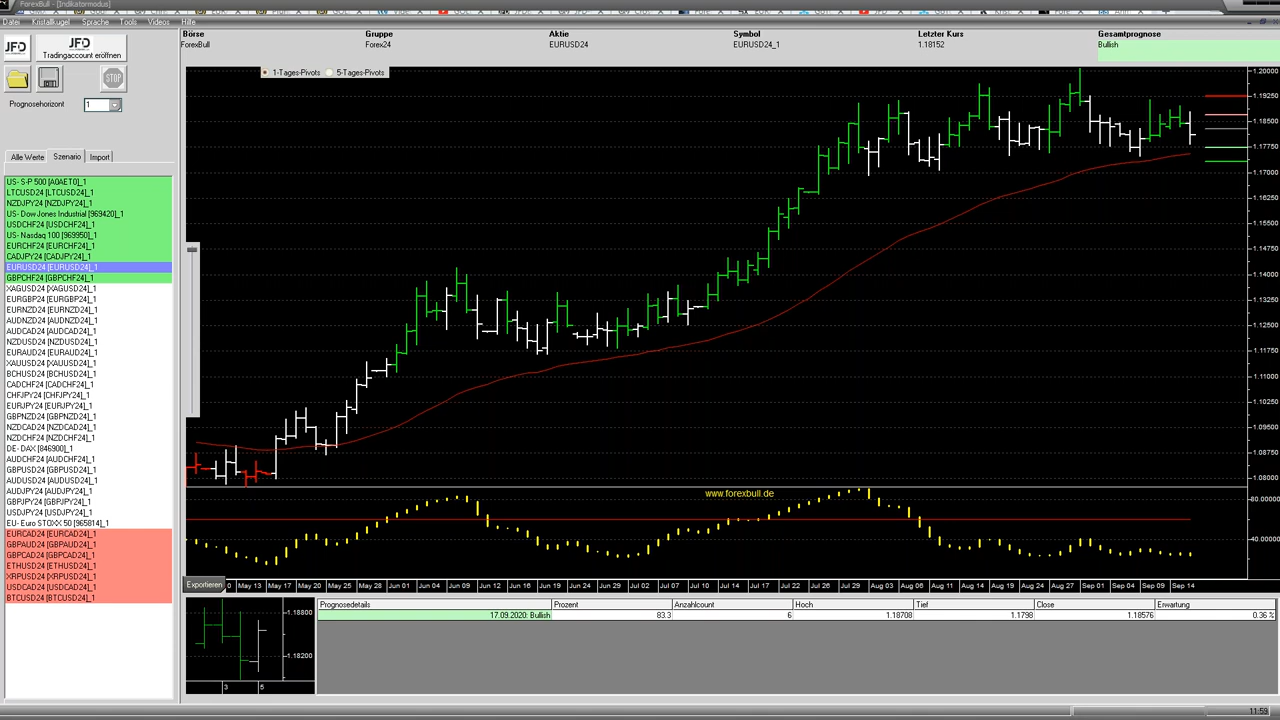 ForexBull - [Indikatormodus]
Datei Kristallkugel Sprache Tools Videos Hilfe
JFD
JFD
Tradingaccount eröffnen
STOP
Prognosehorizont 1
Alle Werte Szenario Import
US- S-P 500 [A0AET0]_1
LTCUSD24 [LTCUSD24]_1
NZDJPY24 [NZDJPY24]_1
US- Dow Jones Industrial [969420]_1
USDCHF24 [USDCHF24]_1
US- Nasdaq 100 [969950]_1
EURCHF24 [EURCHF24]_1
CADJPY24 [CADJPY24]_1
EURUSD24 [EURUSD24]_1
GBPCHF24 [GBPCHF24]_1
XAGUSD24 [XAGUSD24]_1
EURGBP24 [EURGBP24]_1
EURNZD24 [EURNZD24]_1
AUDNZD24 [AUDNZD24]_1
AUDCAD24 [AUDCAD24]_1
NZDUSD24 [NZDUSD24]_1
EURAUD24 [EURAUD24]_1
XAUUSD24 [XAUUSD24]_1
BCHUSD24 [BCHUSD24]_1
CADCHF24 [CADCHF24]_1
CHFJPY24 [CHFJPY24]_1
EURJPY24 [EURJPY24]_1
GBPNZD24 [GBPNZD24]_1
NZDCAD24 [NZDCAD24]_1
NZDCHF24 [NZDCHF24]_1
DE- DAX [846900]_1
AUDCHF24 [AUDCHF24]_1
GBPUSD24 [GBPUSD24]_1
AUDUSD24 [AUDUSD24]_1
AUDJPY24 [AUDJPY24]_1
GBPJPY24 [GBPJPY24]_1
USDJPY24 [USDJPY24]_1
EU- Euro STOXX 50 [965814]_1
EURCAD24 [EURCAD24]_1
GBPAUD24 [GBPAUD24]_1
GBPCAD24 [GBPCAD24]_1
ETHUSD24 [ETHUSD24]_1
XRPUSD24 [XRPUSD24]_1
USDCAD24 [USDCAD24]_1
BTCUSD24 [BTCUSD24]_1
Börse Gruppe Aktie Symbol Letzter Kurs Gesamtprognose
ForexBull Forex24 EURUSD24 EURUSD24_1 1.18152 Bullish
1-Tages-Pivots 5-Tages-Pivots
1.20000
1.19250
1.18500
1.17750
1.17000
1.16250
1.15500
1.14750
1.14000
1.13250
1.12500
1.11750
1.11000
1.10250
1.09500
1.08750
1.08000
www.forexbull.de
80.00000
40.00000
Exportieren
0 May 13 May 17 May 20 May 25 May 28 Jun 01 Jun 04 Jun 09 Jun 12 Jun 16 Jun 19 Jun 24 Jun 29 Jul 02 Jul 07 Jul 10 Jul 14 Jul 17 Jul 22 Jul 26 Jul 29 Aug 03 Aug 06 Aug 11 Aug 14 Aug 19 Aug 24 Aug 27 Sep 01 Sep 04 Sep 09 Sep 14
1.18800
1.18200
3 5
Prognosedetails Prozent Anzahlcount Hoch Tief Close Erwartung
17.09.2020: Bullish 83.3 6 1.18708 1.1798 1.18576 0.36 %
11:59